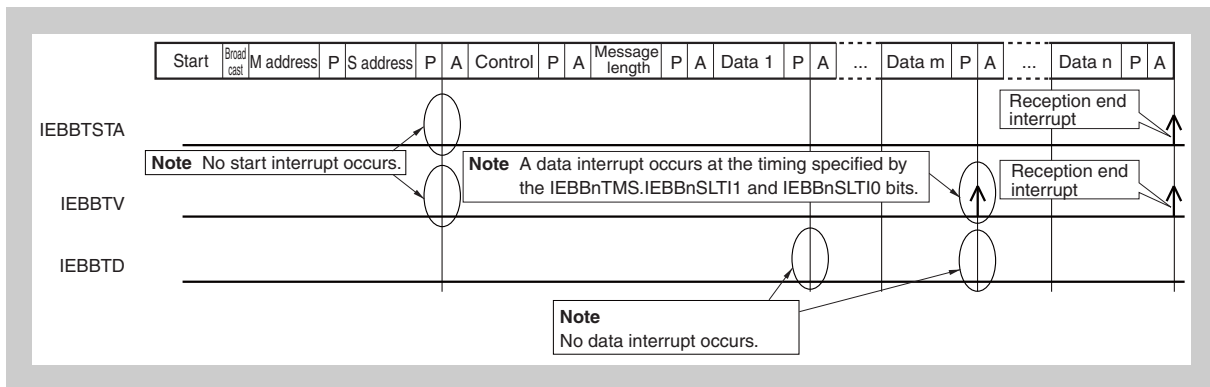 Start Broad cast M address P S address P A Control P A Message length P A Data 1 P A ... Data m P A ... Data n P A
Reception end
interrupt
IEBBTSTA
Note No start interrupt occurs.
Note A data interrupt occurs at the timing specified by
the IEBBnTMS.IEBBnSLTI1 and IEBBnSLTI0 bits.
Reception end
interrupt
IEBBTV
IEBBTD
Note
No data interrupt occurs.